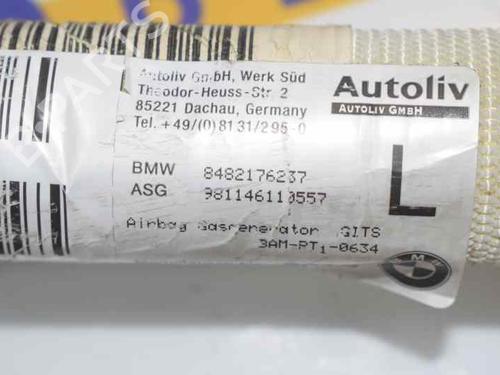 Autoliv GmbH, Werk Süd
Theodor-Heuss-Str. 2
85221 Dachau, Germany
Tel. +49/(0)8131/295-0
Autoliv
AUTOLIV GMBH
BMW 8482176237
ASG 981146110557
L
Airbag Gasgenerator GITS
3AM-PT1-0634
BMW